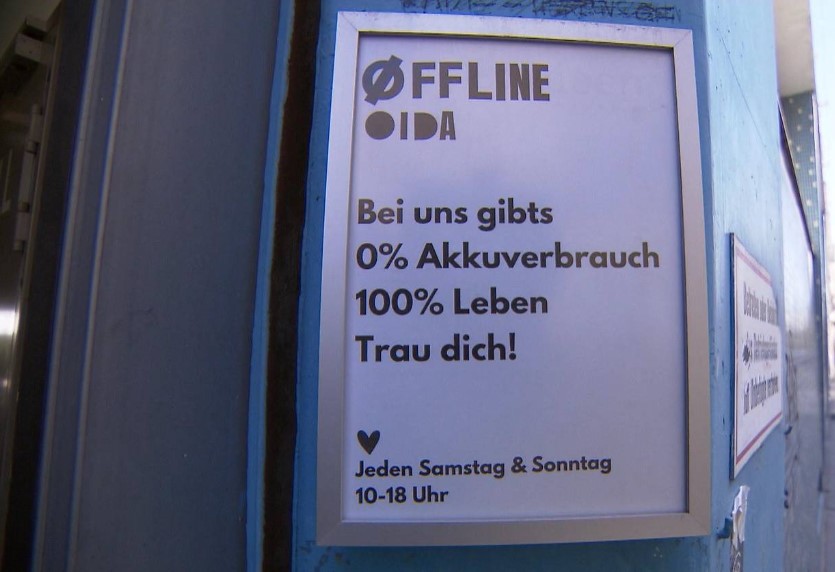 ØFFLINE
OIDA
Bei uns gibts
0% Akkuverbrauch
100% Leben
Trau dich!
♥
Jeden Samstag & Sonntag
10-18 Uhr